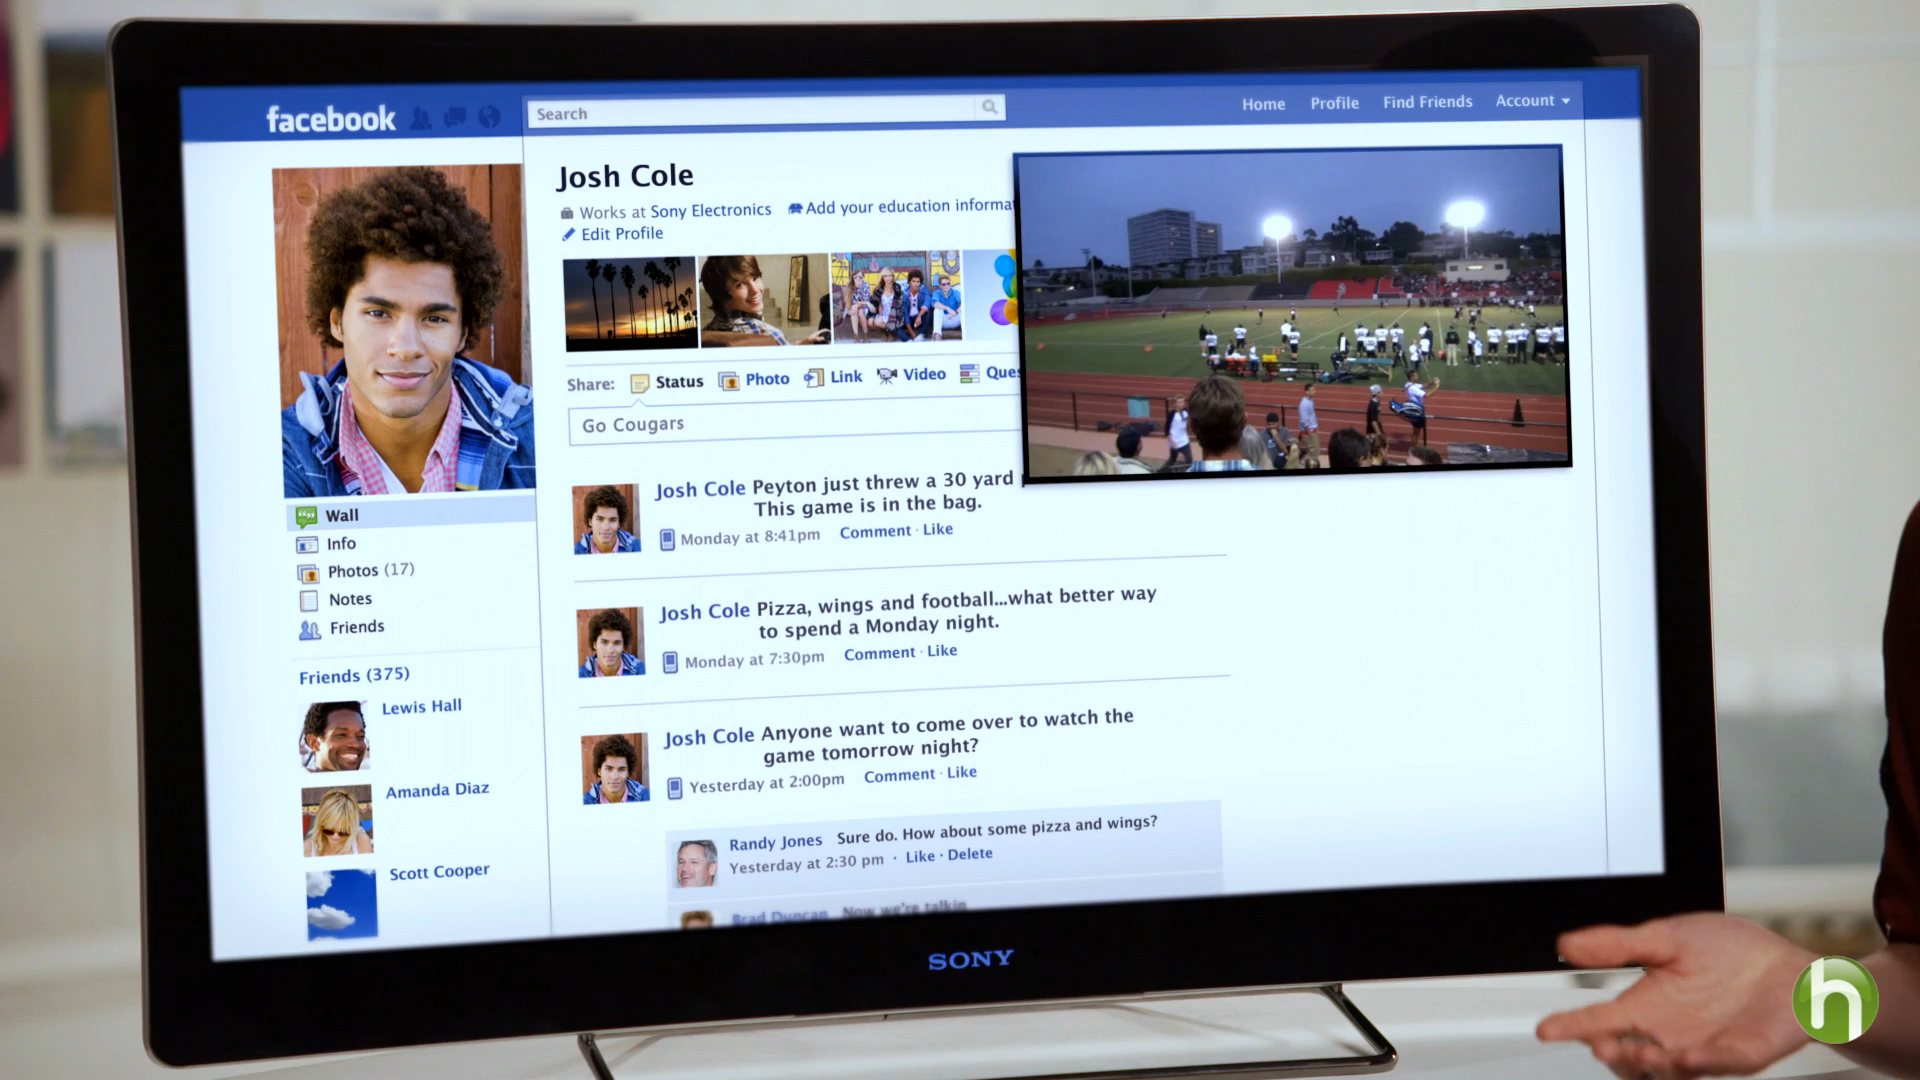 facebook
Search
Home Profile Find Friends Account
Josh Cole
Works at Sony Electronics Add your education
Edit Profile
Share: Status Photo Link Video
Go Cougars
Wall
Info
Photos (17)
Notes
Friends
Friends (375)
Lewis Hall
Amanda Diaz
Scott Cooper
Josh Cole Peyton just threw a 30 yard
This game is in the bag.
Monday at 8:41pm Comment · Like
Josh Cole Pizza, wings and football...what better way
to spend a Monday night.
Monday at 7:30pm Comment · Like
Josh Cole Anyone want to come over to watch the
game tomorrow night?
Yesterday at 2:00pm Comment · Like
Randy Jones Sure do. How about some pizza and wings?
Yesterday at 2:30 pm · Like · Delete
Brad Duncan Now we're talkin
SONY
h